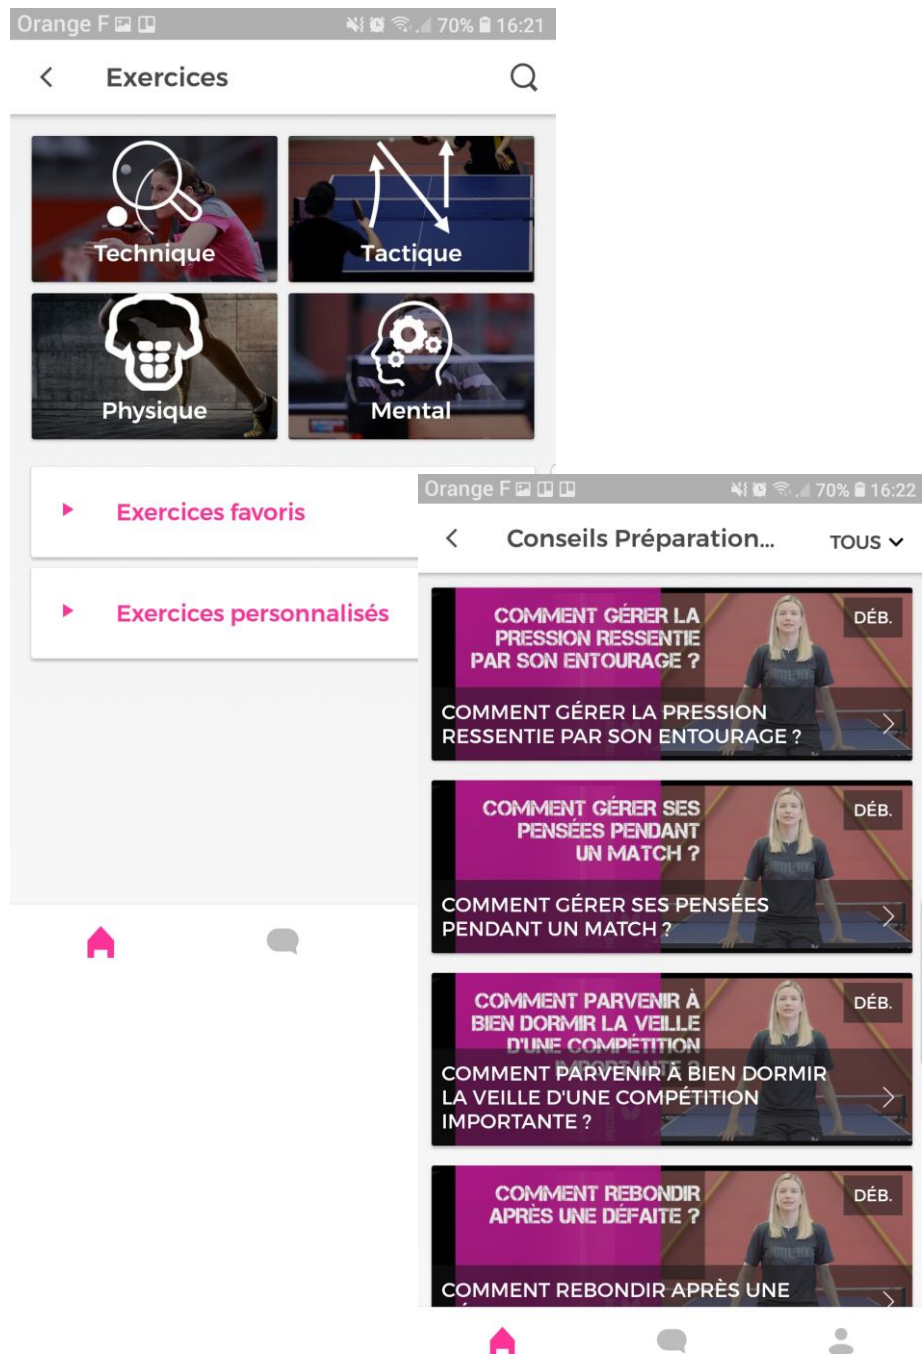 Orange F 70% 16:21
Exercices
Technique
Tactique
Physique
Mental
Exercices favoris
Exercices personnalisés
Orange F 70% 16:22
Conseils Préparation... TOUS
COMMENT GÉRER LA
PRESSION RESSENTIE
PAR SON ENTOURAGE ?
DÉB.
COMMENT GÉRER LA PRESSION
RESSENTIE PAR SON ENTOURAGE ?
COMMENT GÉRER SES
PENSÉES PENDANT
UN MATCH ?
DÉB.
COMMENT GÉRER SES PENSÉES
PENDANT UN MATCH ?
COMMENT PARVENIR À
BIEN DORMIR LA VEILLE
D'UNE COMPÉTITION
IMPORTANTE ?
DÉB.
COMMENT PARVENIR À BIEN DORMIR
LA VEILLE D'UNE COMPÉTITION
IMPORTANTE ?
COMMENT REBONDIR
APRÈS UNE DÉFAITE ?
DÉB.
COMMENT REBONDIR APRÈS UNE